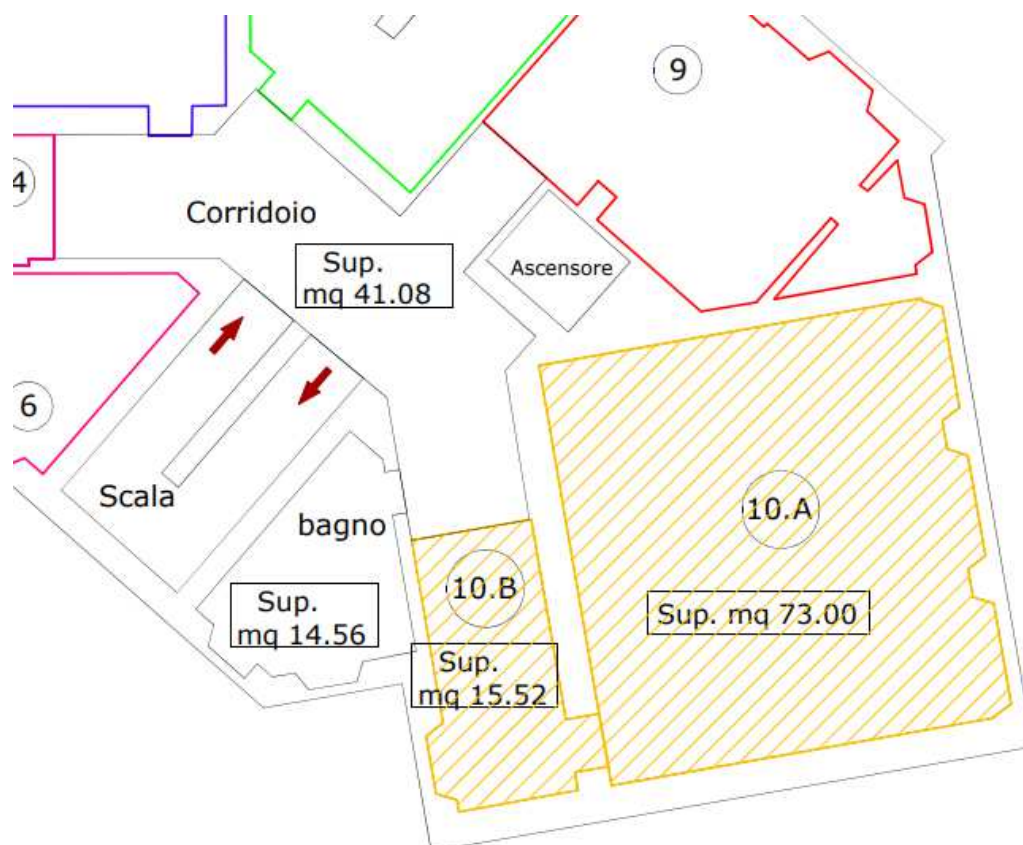 9
4
Corridoio
Sup.
mq 41.08
Ascensore
6
Scala
bagno
10.A
10.B
Sup.
mq 14.56
Sup. mq 73.00
Sup.
mq 15.52